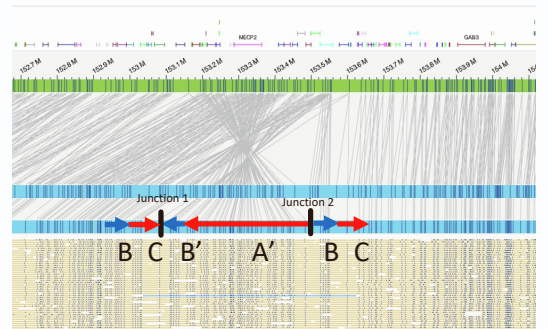 MECP2 GAB3
152.7 M 152.8 M 152.9 M 153 M 153.1 M 153.2 M 153.3 M 153.4 M 153.5 M 153.6 M 153.7 M 153.8 M 153.9 M 154 M
Junction 1 Junction 2
B C B' A' B C